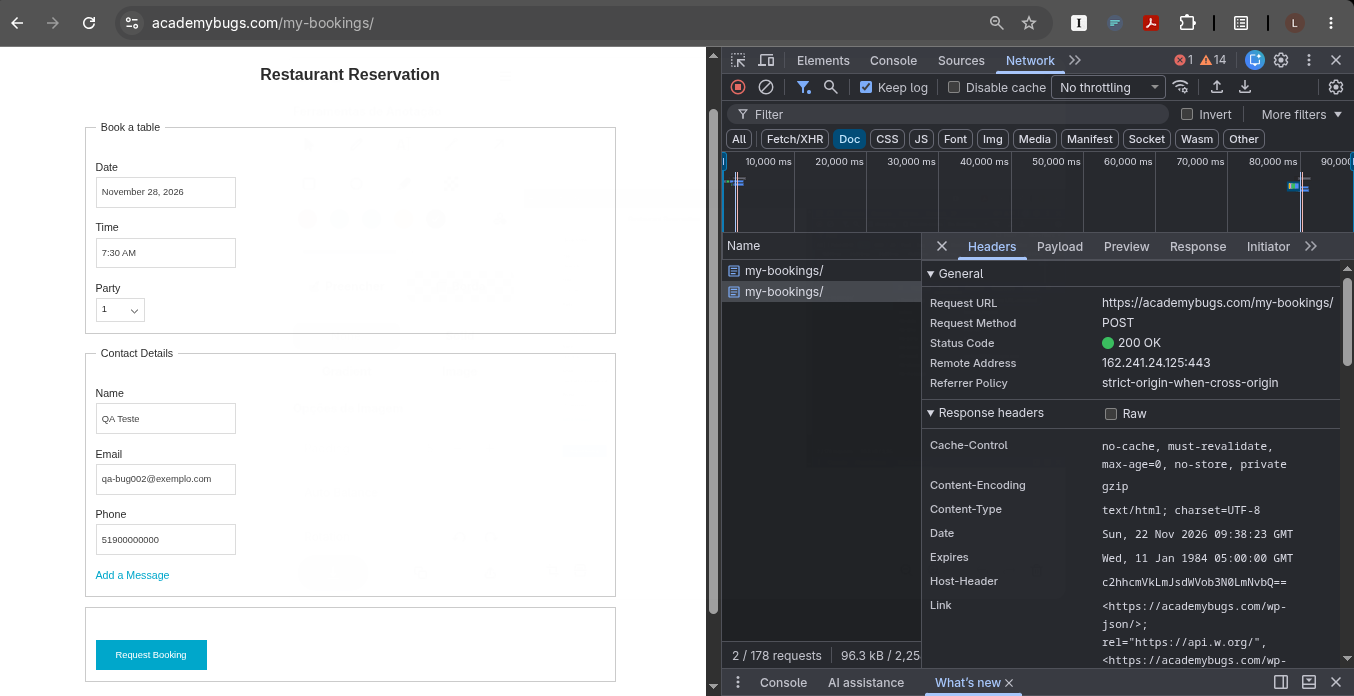 academybugs.com/my-bookings/
L
Restaurant Reservation
Book a table
Date
November 28, 2026
Time
7:30 AM
Party
1
Contact Details
Name
QA Teste
Email
qa-bug002@exemplo.com
Phone
51900000000
Add a Message
Request Booking
Elements Console Sources Network 1 14
Keep log Disable cache No throttling
Filter Invert More filters
All Fetch/XHR Doc CSS JS Font Img Media Manifest Socket Wasm Other
10,000 ms 20,000 ms 30,000 ms 40,000 ms 50,000 ms 60,000 ms 70,000 ms 80,000 ms 90,000
Name
my-bookings/
my-bookings/
2 / 178 requests 96.3 kB / 2,25
Headers Payload Preview Response Initiator
General
Request URL https://academybugs.com/my-bookings/
Request Method POST
Status Code 200 OK
Remote Address 162.241.24.125:443
Referrer Policy strict-origin-when-cross-origin
Response headers Raw
Cache-Control no-cache, must-revalidate,
max-age=0, no-store, private
Content-Encoding gzip
Content-Type text/html; charset=UTF-8
Date Sun, 22 Nov 2026 09:38:23 GMT
Expires Wed, 11 Jan 1984 05:00:00 GMT
Host-Header c2hhcmVkLmJsdWVob3N0LmNvbQ==
Link <https://academybugs.com/wp-
json/>;
rel="https://api.w.org/",
<https://academybugs.com/wp-
Console AI assistance What's new